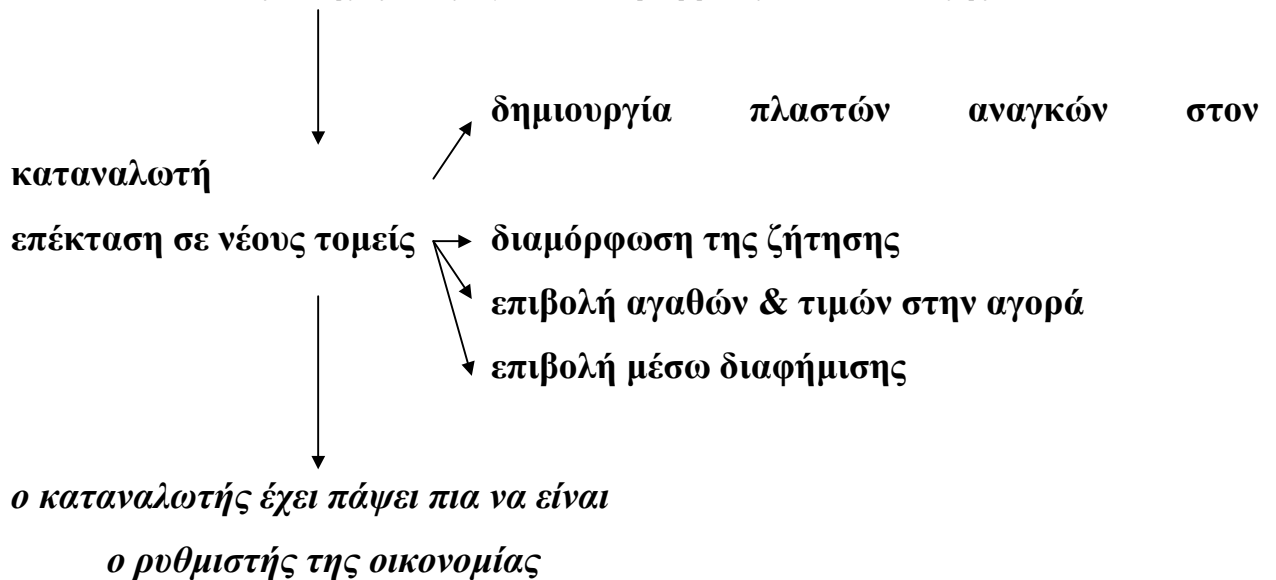 δημιουργία πλαστών αναγκών στον
καταναλωτή
επέκταση σε νέους τομείς διαμόρφωση της ζήτησης
επιβολή αγαθών & τιμών στην αγορά
επιβολή μέσω διαφήμισης
ο καταναλωτής έχει πάψει πια να είναι
ο ρυθμιστής της οικονομίας